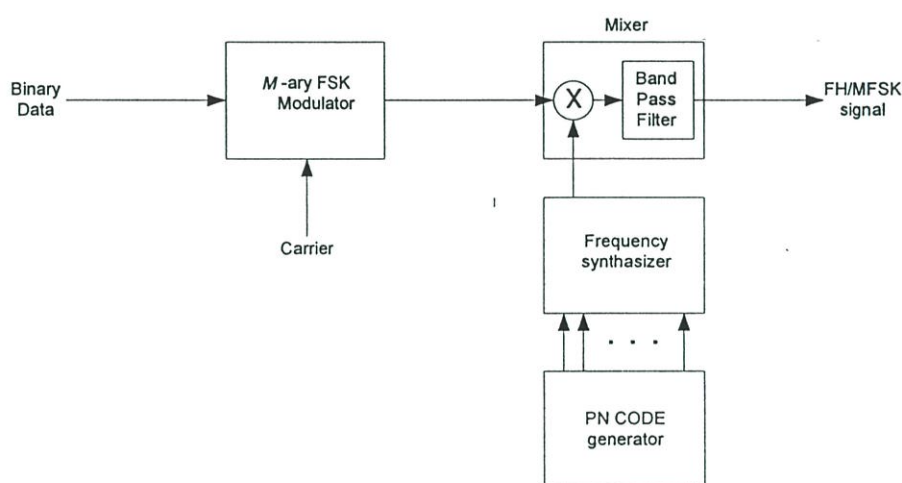 Mixer
Binary
Data
M-ary FSK
Modulator
X
Band
Pass
Filter
FH/MFSK
signal
Carrier
Frequency
synthasizer
. . .
PN CODE
generator